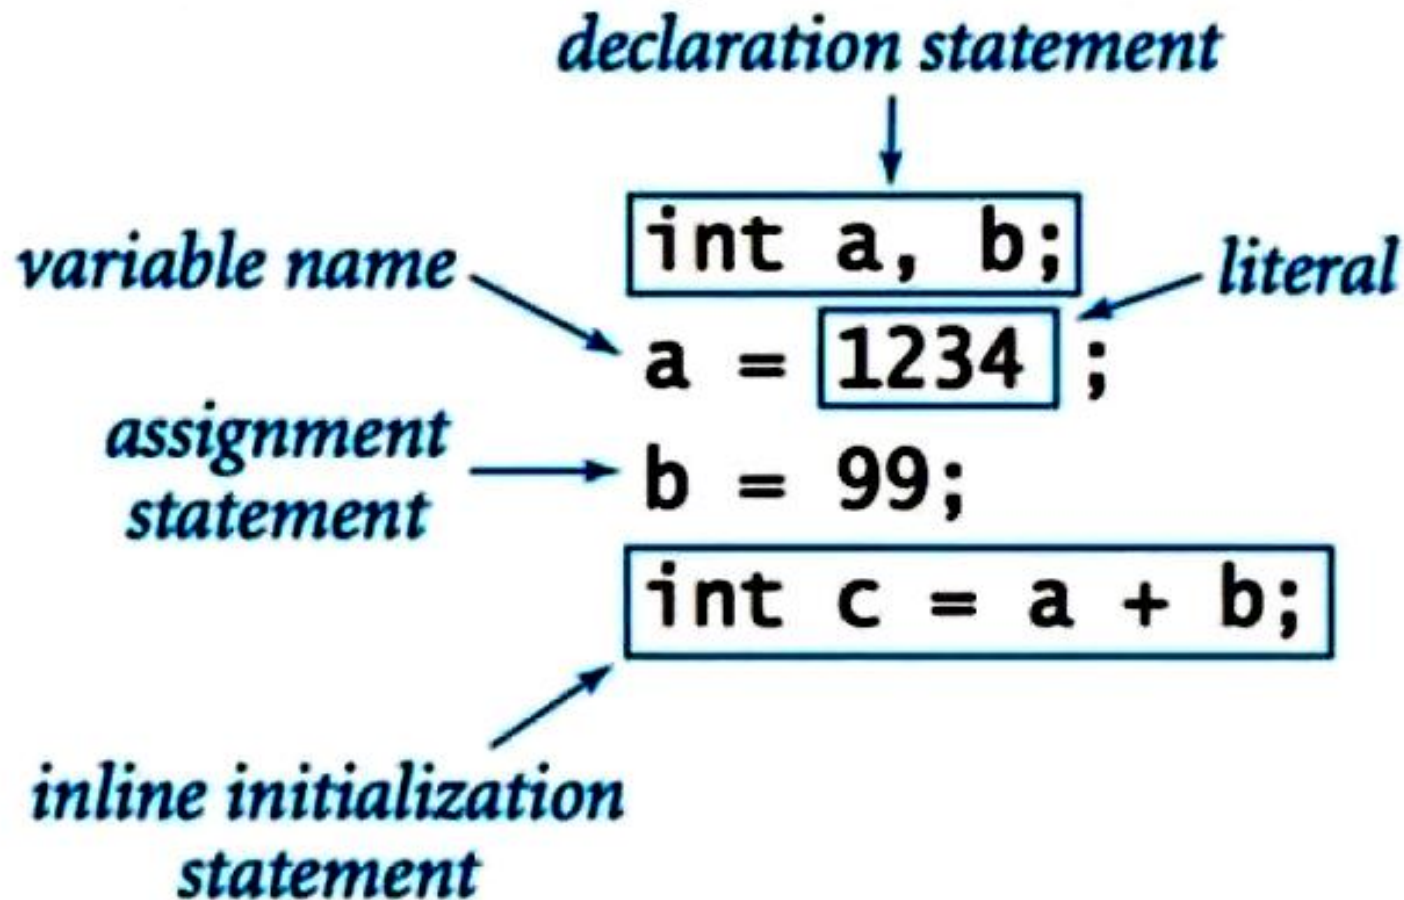 declaration statement
int a, b;
variable name
literal
a = 1234 ;
assignment
statement
b = 99;
int c = a + b;
inline initialization
statement